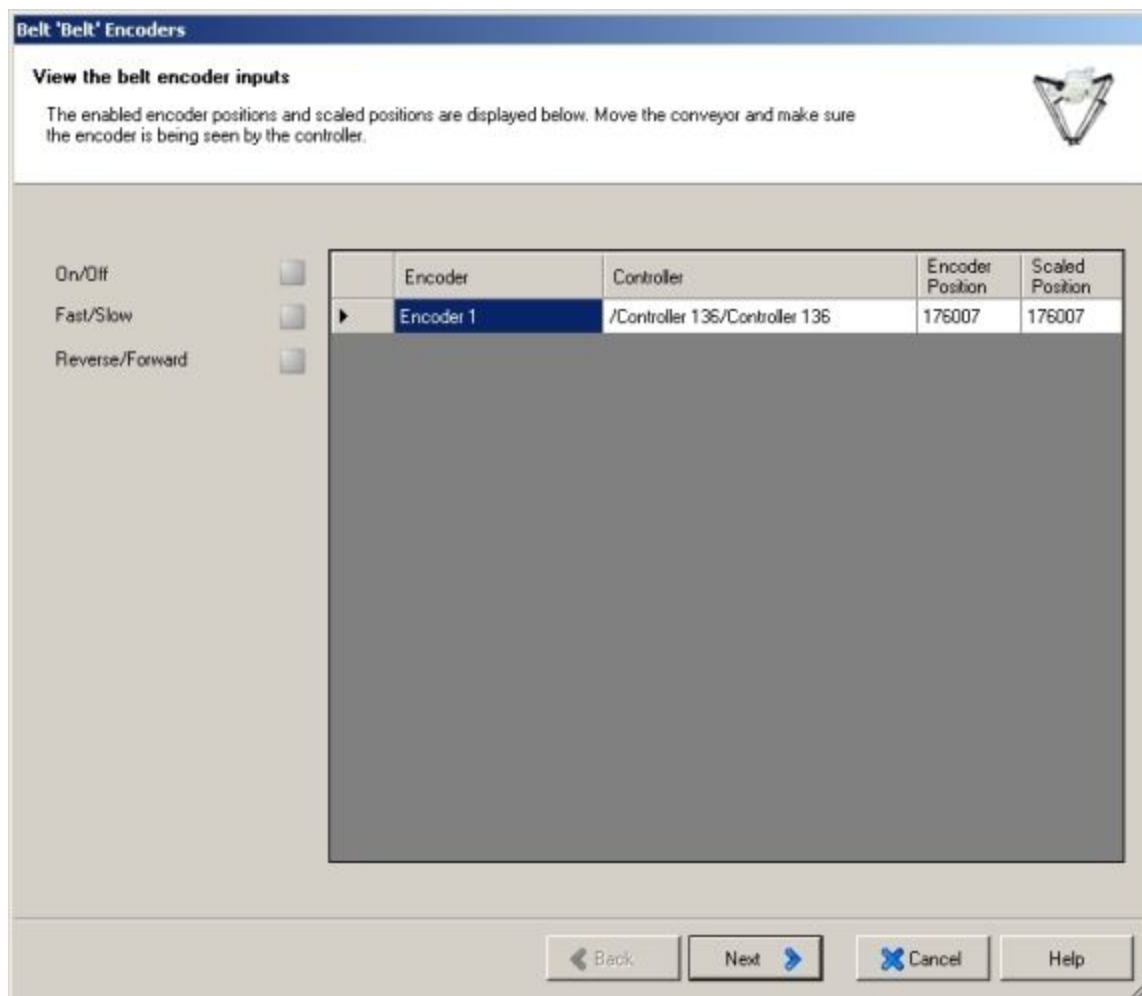 Belt 'Belt' Encoders
View the belt encoder inputs
The enabled encoder positions and scaled positions are displayed below. Move the conveyor and make sure
the encoder is being seen by the controller.
On/Off
Fast/Slow
Reverse/Forward
Encoder Controller Encoder Position Scaled Position
Encoder 1 /Controller 136/Controller 136 176007 176007
Back Next Cancel Help